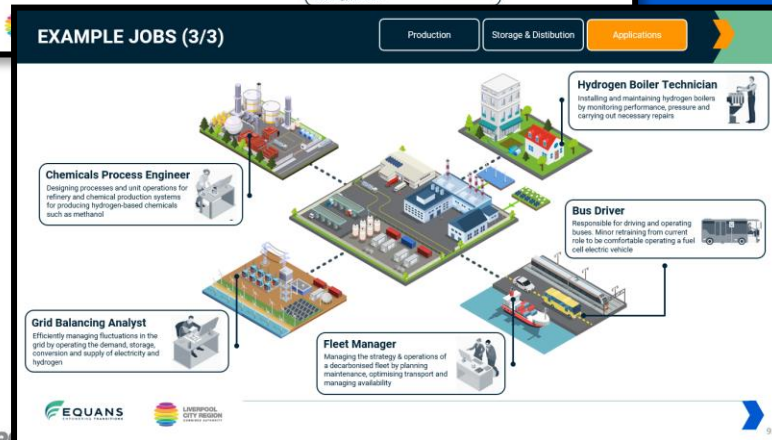 EXAMPLE JOBS (3/3)
Production
Storage & Distibution
Applications
Hydrogen Boiler Technician
Installing and maintaining hydrogen boilers
by monitoring performance, pressure and
carrying out necessary repairs
Chemicals Process Engineer
Designing processes and unit operations for
refinery and chemical production systems
for producing hydrogen-based chemicals
such as methanol
Bus Driver
Responsible for driving and operating
buses. Minor retraining from current
role to be comfortable operating a fuel
cell electric vehicle
Grid Balancing Analyst
Efficiently managing fluctuations in the
grid by operating the demand, storage,
conversion and supply of electricity and
hydrogen
Fleet Manager
Managing the strategy & operations of
a decarbonised fleet by planning
maintenance, optimising transport and
managing availability
EQUANS
EMPOWERING TRANSITIONS
LIVERPOOL
CITY REGION
COMBINED AUTHORITY
9